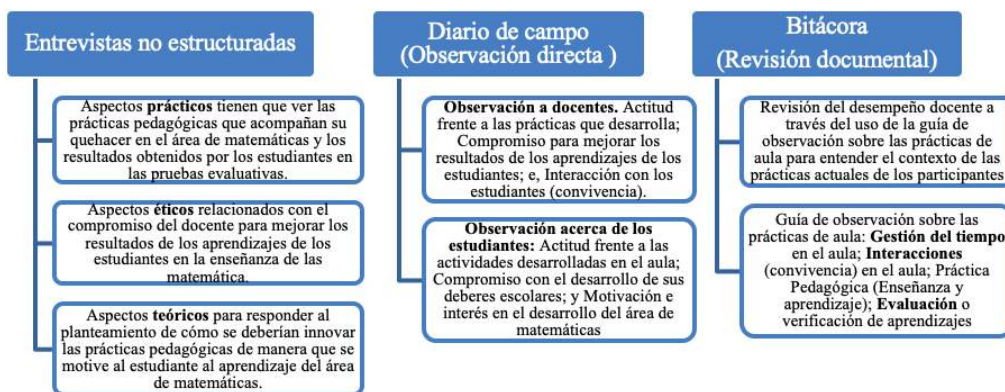 Entrevistas no estructuradas
Aspectos prácticos tienen que ver las
prácticas pedagógicas que acompañan su
quehacer en el área de matemáticas y los
resultados obtenidos por los estudiantes en
las pruebas evaluativas.
Aspectos éticos relacionados con el
compromiso del docente para mejorar los
resultados de los aprendizajes de los
estudiantes en la enseñanza de las
matemática.
Aspectos teóricos para responder al
planteamiento de cómo se deberían innovar
las prácticas pedagógicas de manera que se
motive al estudiante al aprendizaje del área
de matemáticas.
Diario de campo
(Observación directa )
Observación a docentes. Actitud
frente a las prácticas que desarrolla;
Compromiso para mejorar los
resultados de los aprendizajes de los
estudiantes; e, Interacción con los
estudiantes (convivencia).
Observación acerca de los
estudiantes: Actitud frente a las
actividades desarrolladas en el aula;
Compromiso con el desarrollo de sus
deberes escolares; y Motivación e
interés en el desarrollo del área de
matemáticas
Bitácora
(Revisión documental)
Revisión del desempeño docente a
través del uso de la guía de
observación sobre las prácticas de
aula para entender el contexto de las
prácticas actuales de los participantes
Guía de observación sobre las
prácticas de aula: Gestión del tiempo
en el aula; Interacciones
(convivencia) en el aula; Práctica
Pedagógica (Enseñanza y
aprendizaje); Evaluación o
verificación de aprendizajes